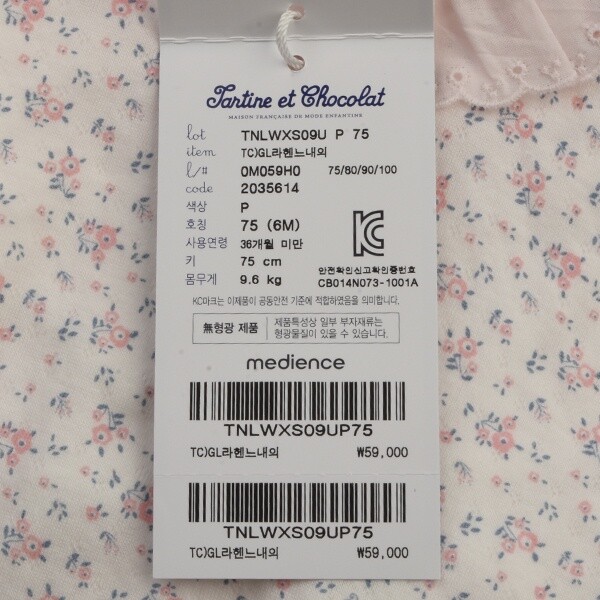 Tartine et Chocolat
MAISON FRANÇAISE DE MODE ENFANTINE
lot TNLWXS09U P 75
item TC)GL라헨느내의
l/# 0M059H0 75/80/90/100
code 2035614
색상 P
호칭 75 (6M)
사용연령 36개월 미만
키 75 cm
몸무게 9.6 kg
안전확인신고확인증번호
CB014N073-1001A
KC마크는 이제품이 공통안전 기준에 적합하였음을 의미합니다.
無형광 제품
제품특성상 일부 부자재류는
형광물질이 있을 수 있습니다.
medience
TNLWXS09UP75
TC)GL라헨느내의 ₩59,000
TNLWXS09UP75
TC)GL라헨느내의 ₩59,000